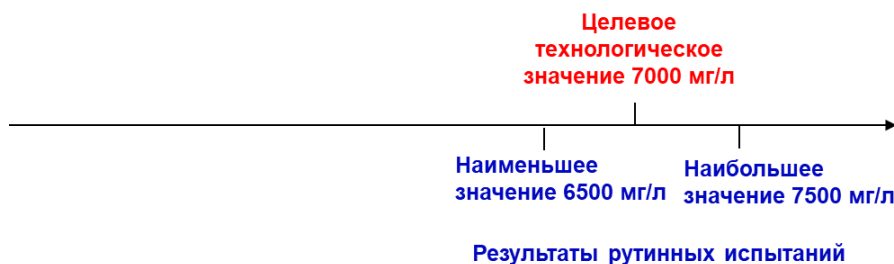 Целевое
технологическое
значение 7000 мг/л
Наименьшее
значение 6500 мг/л
Наибольшее
значение 7500 мг/л
Результаты рутинных испытаний